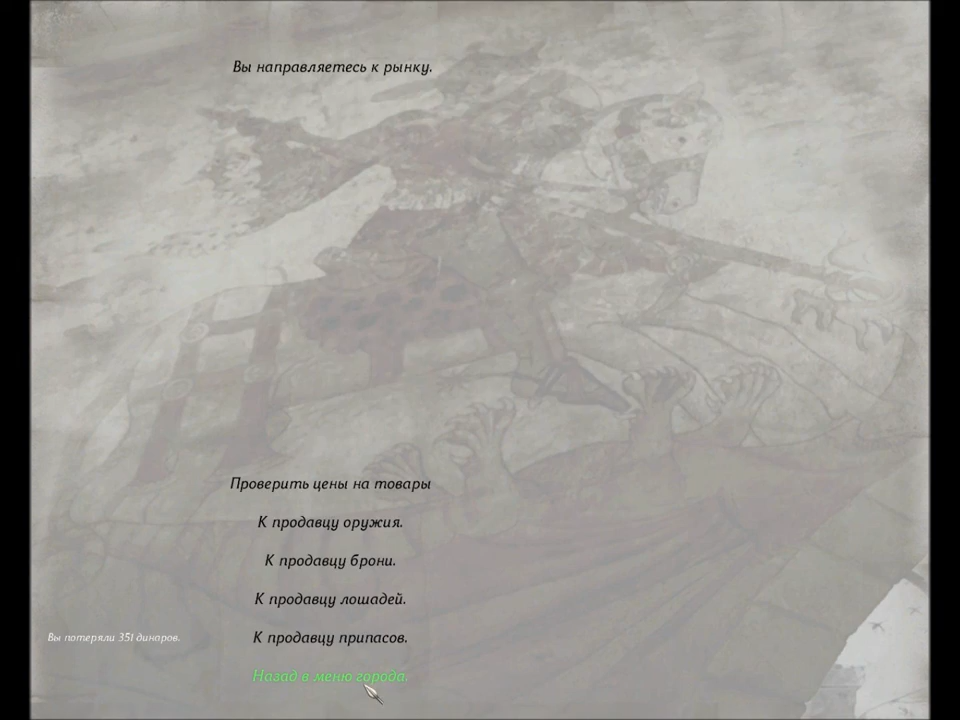 Вы направляетесь к рынку.
Проверить цены на товары
К продавцу оружия.
К продавцу брони.
К продавцу лошадей.
Вы потеряли 351 динаров.
К продавцу припасов.
Назад в меню города.